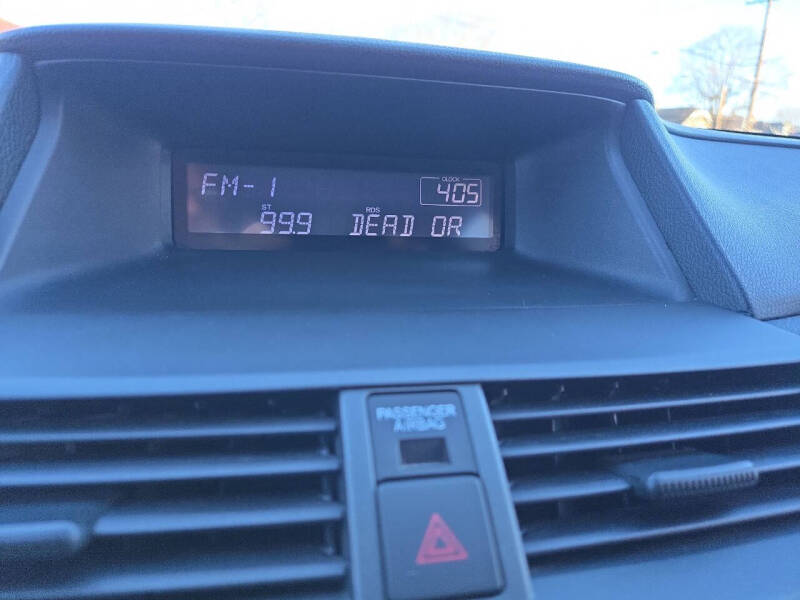 FM-1
CLOCK
405
ST
RDS
99.9 DEAD OR
PASSENGER
AIRBAG